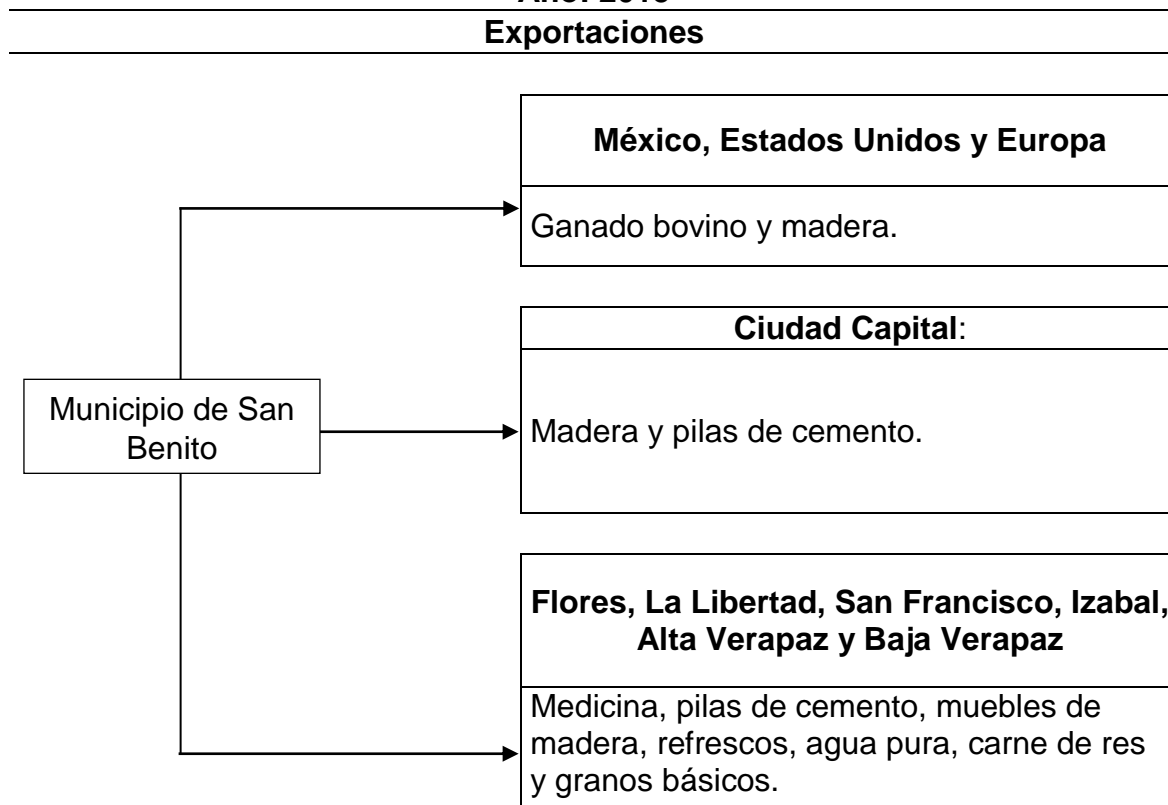 Exportaciones
México, Estados Unidos y Europa
Ganado bovino y madera.
Ciudad Capital:
Madera y pilas de cemento.
Municipio de San
Benito
Flores, La Libertad, San Francisco, Izabal,
Alta Verapaz y Baja Verapaz
Medicina, pilas de cemento, muebles de
madera, refrescos, agua pura, carne de res
y granos básicos.